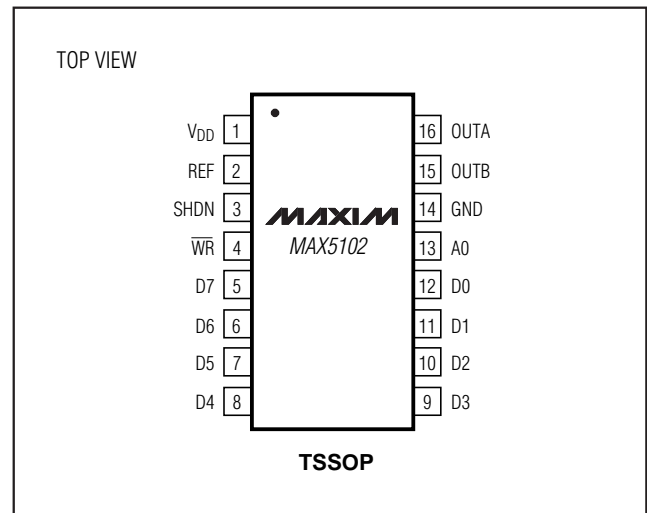 TOP VIEW
VDD 1
REF 2
SHDN 3
WR 4
D7 5
D6 6
D5 7
D4 8
MAXIM
MAX5102
16 OUTA
15 OUTB
14 GND
13 A0
12 D0
11 D1
10 D2
9 D3
TSSOP